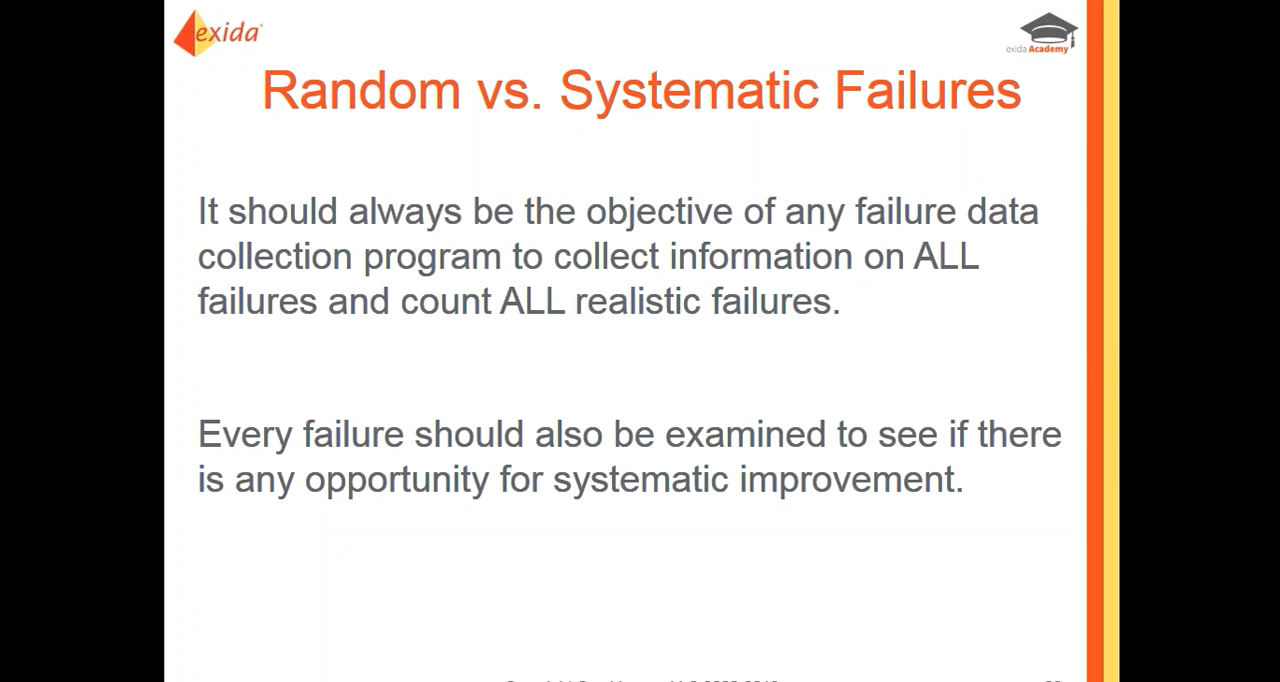 exida
exida Academy
Random vs. Systematic Failures
It should always be the objective of any failure data
collection program to collect information on ALL
failures and count ALL realistic failures.
Every failure should also be examined to see if there
is any opportunity for systematic improvement.